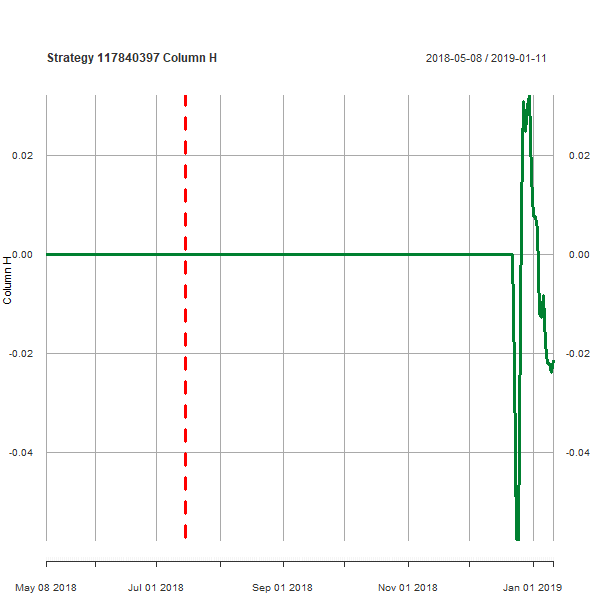 Strategy 117840397 Column H
2018-05-08 / 2019-01-11
0.02
0.02
0.00
0.00
Column H
-0.02
-0.02
-0.04
-0.04
May 08 2018
Jul 01 2018
Sep 01 2018
Nov 01 2018
Jan 01 2019